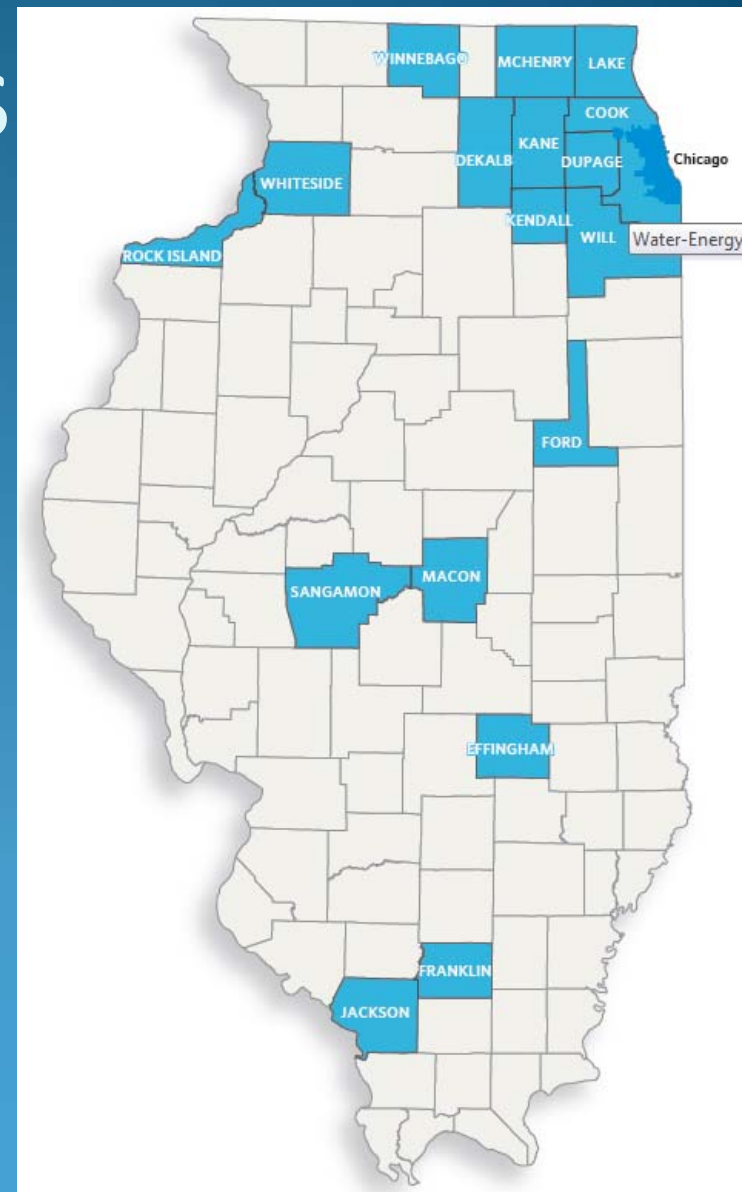 s
WINNEBAGO
MCHENRY
LAKE
COOK
KANE
DEKALB
DUPAGE
Chicago
WHITESIDE
KENDALL
WILL
Water-Energy
ROCK ISLAND
FORD
MACON
SANGAMON
EFFINGHAM
FRANKLIN
JACKSON